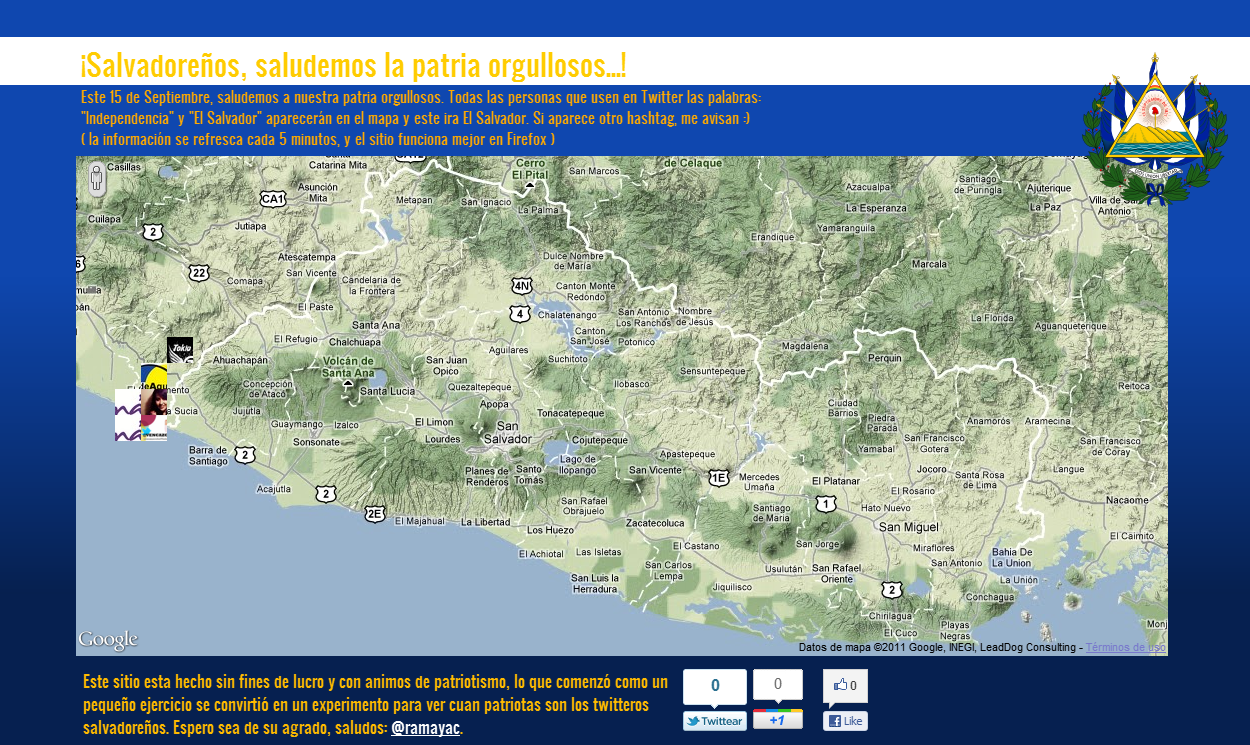 ¡Salvadoreños, saludemos la patria orgullosos...!
Este 15 de Septiembre, saludemos a nuestra patria orgullosos. Todas las personas que usen en Twitter las palabras:
"Independencia" y "El Salvador" aparecerán en el mapa y este ira El Salvador. Si aparece otro hashtag, me avisan :)
( la información se refresca cada 5 minutos, y el sitio funciona mejor en Firefox )
Casillas
Santa
Catarina Mita
CA12
Cerro
El Pital
de Celaque
San Marcos
Azacualpa
Santiago
de Puringla
Ajuterique
Asunción
Mita
CA1
Metapan
San Ignacio
La Palma
La Esperanza
La Paz
Villa de San
Antonio
Cuilapa
2
Jutiapa
Yamaranguila
Erandique
Atescatempa
Dulce Nombre
de María
Marcala
22
San Vicente
Comapa
Candelaria de
la Frontera
4N
Canton Monte
Redondo
El Paste
4
Chalatenango
San Antonio
Los Ranchos
Nombre
de Jesús
La Florida
Aguanqueterique
Santa Ana
Canton
San José
Potonico
El Refugio
Chalchuapa
Tokio
Aguilares
Magdalena
Ahuachapán
Volcán de
Santa Ana
San Juan
Opico
Suchitoto
Perquin
Sensuntepeque
Concepción
de Ataco
Santa Lucia
Quezaltepeque
Ilobasco
Reitoca
Jujutla
Apopa
Tonacatepeque
Ciudad
Barrios
Piedra
Parada
Anamorós
Aramecina
Guaymango
Izalco
El Limon
San
Salvador
Sonsonate
Lourdes
Cojutepeque
San Francisco
Gotera
San Francisco
de Coray
Barra de
Santiago
2
Apastepeque
Yamabal
Lago de
Ilopango
Planes de
Renderos
Santo
Tomás
San Vicente
1E
Mercedes
Umaña
El Platanar
Jocoro
Santa Rosa
de Lima
Langue
Acajutla
2
El Rosario
San Rafael
Obrajuelo
Santiago
de María
1
Hato Nuevo
Nacaome
2E
El Majahual
La Libertad
Los Huezo
Zacatecoluca
San Miguel
El Caimito
El Achiotal
Las Isletas
El Castano
San Jorge
Miraflores
Bahia De
La Union
San Antonio
San Luis la
Herradura
San Carlos
Lempa
Jiquilisco
Usulután
San Rafael
Oriente
La Unión
2
Conchagua
Chirilagua
El Cuco
Playas
Negras
Google
Datos de mapa ©2011 Google, INEGI, LeadDog Consulting - Términos de uso
Este sitio esta hecho sin fines de lucro y con animos de patriotismo, lo que comenzó como un
pequeño ejercicio se convirtió en un experimento para ver cuan patriotas son los twitteros
salvadoreños. Espero sea de su agrado, saludos: @ramayac.
0
Twittear
0
+1
0
Like